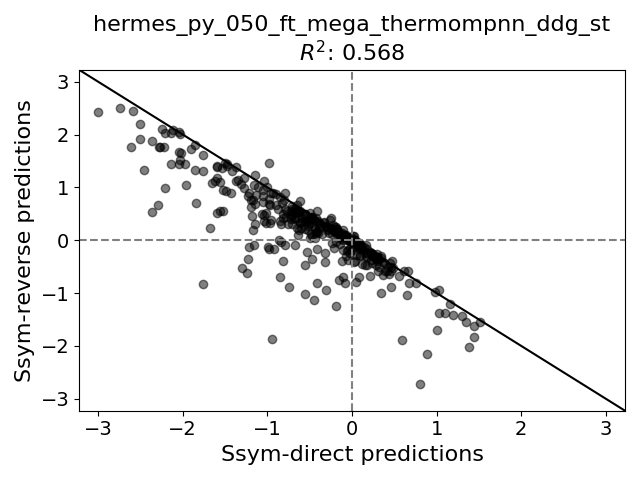 hermes_py_050_ft_mega_thermompnn_ddg_st
R²: 0.568
3
2
1
0
−1
−2
−3
Ssym-reverse predictions
−3 −2 −1 0 1 2 3
Ssym-direct predictions